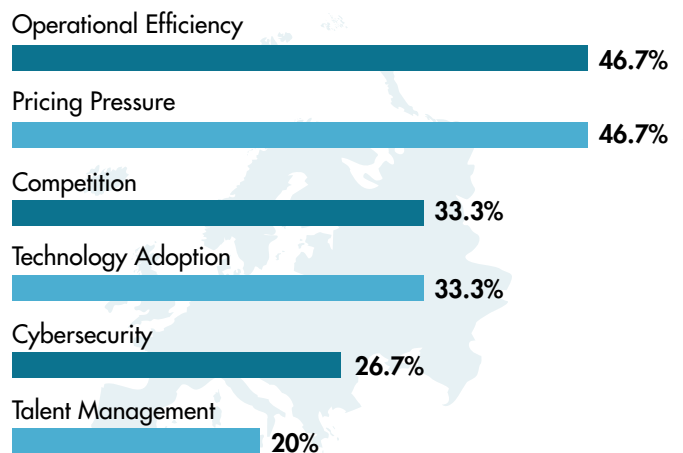 Operational Efficiency
46.7%
Pricing Pressure
46.7%
Competition
33.3%
Technology Adoption
33.3%
Cybersecurity
26.7%
Talent Management
20%